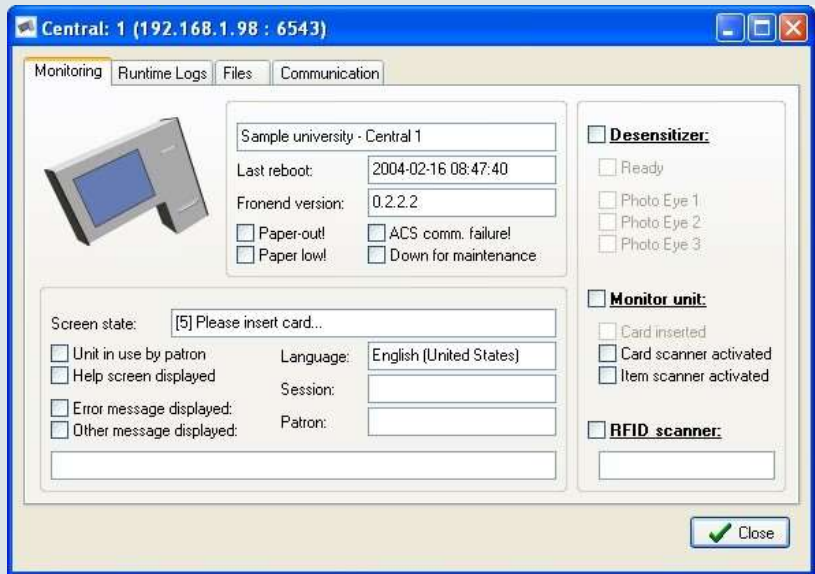 Central: 1 (192.168.1.98 : 6543)
Monitoring Runtime Logs Files Communication
Sample university - Central 1
Last reboot: 2004-02-16 08:47:40
Fronend version: 0.2.2.2
Paper-out! ACS comm. failure!
Paper low! Down for maintenance
Screen state: [5] Please insert card...
Unit in use by patron
Help screen displayed
Error message displayed:
Other message displayed:
Language: English (United States)
Session:
Patron:
Desensitizer:
Ready
Photo Eye 1
Photo Eye 2
Photo Eye 3
Monitor unit:
Card inserted
Card scanner activated
Item scanner activated
RFID scanner:
Close